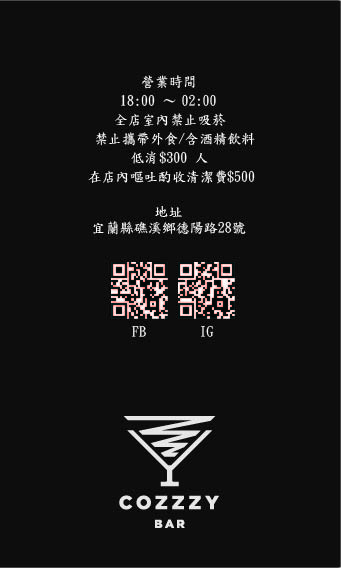 營業時間
18:00 ～ 02:00
全店室內禁止吸菸
禁止攜帶外食/含酒精飲料
低消$300 人
在店內嘔吐酌收清潔費$500
地址
宜蘭縣礁溪鄉德陽路28號
FB IG
COZZZY
BAR